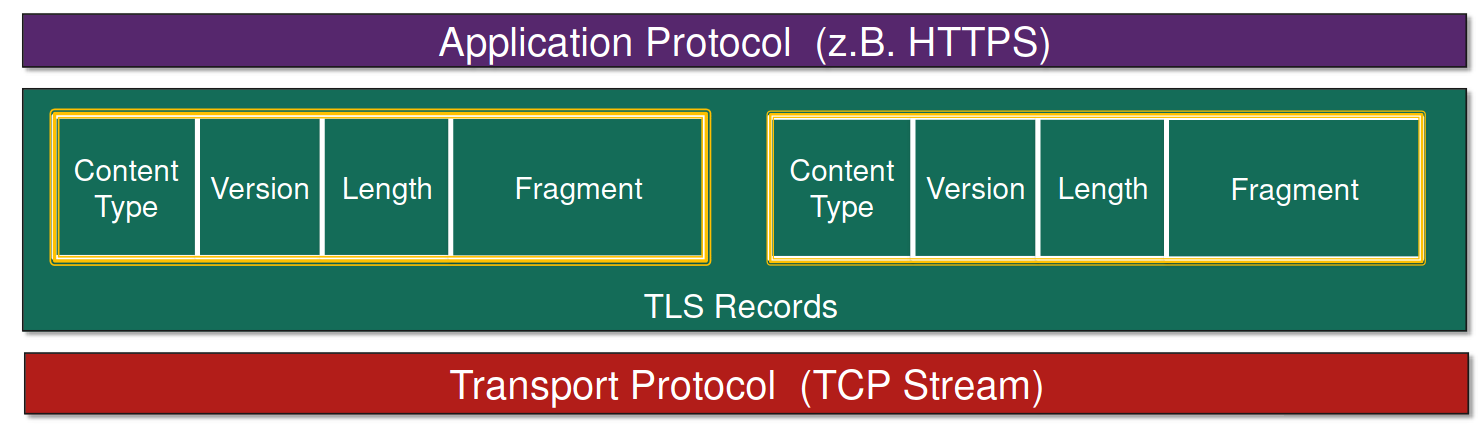 Application Protocol (z.B. HTTPS)
Content
Type
Version
Length
Fragment
Content
Type
Version
Length
Fragment
TLS Records
Transport Protocol (TCP Stream)